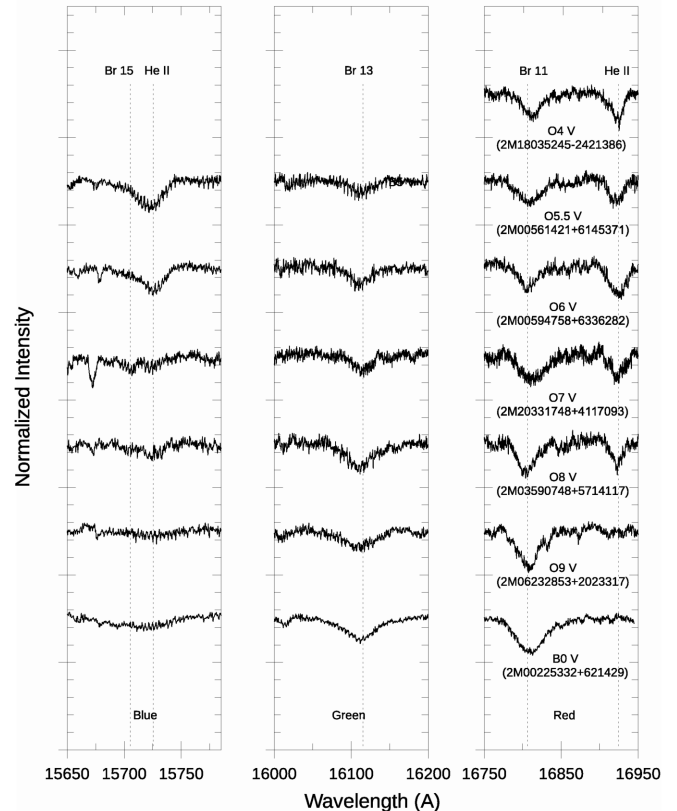 Br 15 He II
Br 13
Br 11 He II
O4 V
(2M18035245-2421386)
O5.5 V
(2M00561421+6145371)
O6 V
(2M00594758+6336282)
O7 V
(2M20331748+4117093)
O8 V
(2M03590748+5714117)
O9 V
(2M06232853+2023317)
B0 V
(2M00225332+621429)
Normalized Intensity
Blue
Green
Red
15650 15700 15750
16000 16100 16200
16750 16850 16950
Wavelength (A)